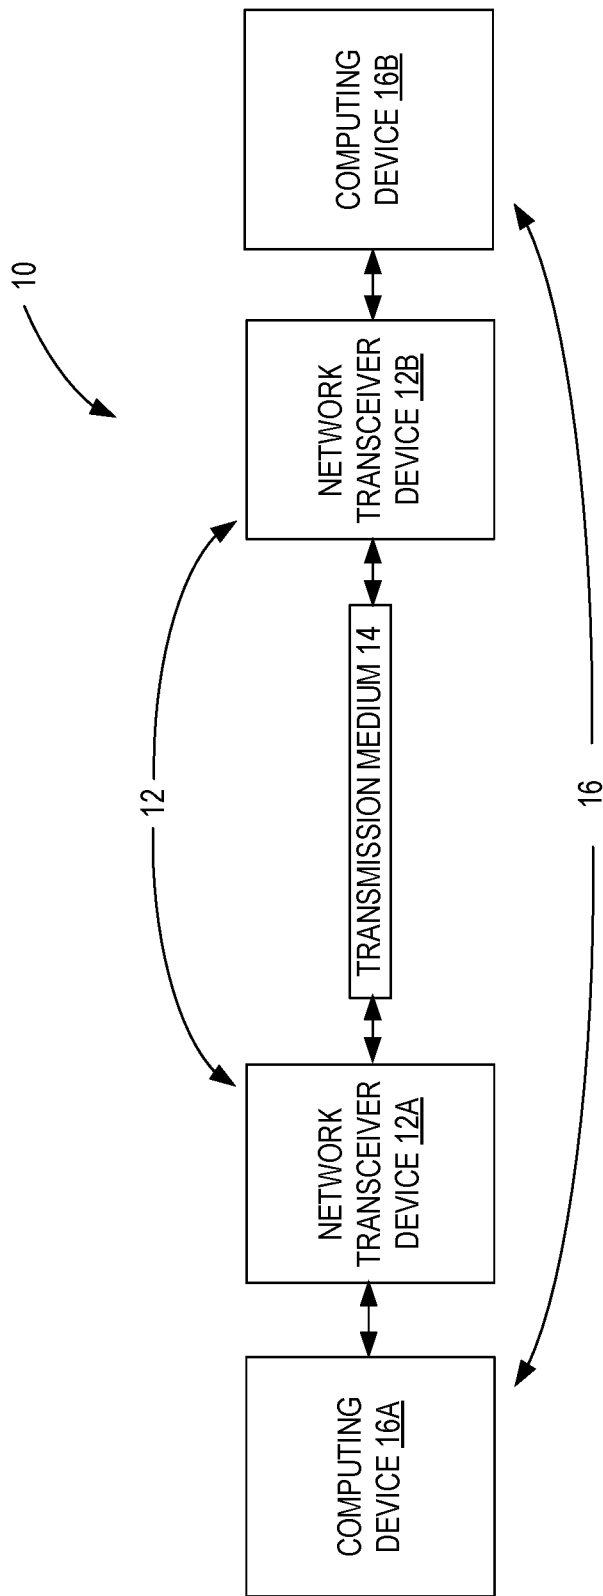 10
12
COMPUTING
DEVICE 16A
NETWORK
TRANSCEIVER
DEVICE 12A
TRANSMISSION MEDIUM 14
NETWORK
TRANSCEIVER
DEVICE 12B
COMPUTING
DEVICE 16B
16